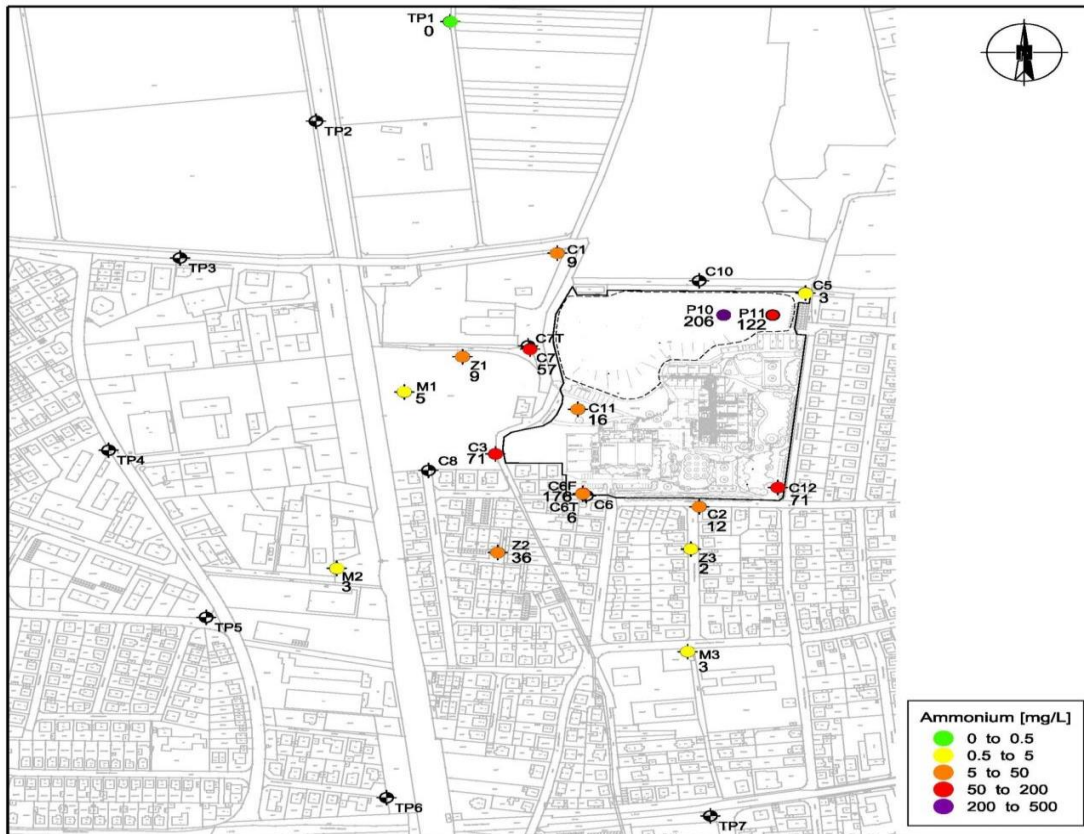 TP1
0
TP2
C1
9
TP3
C10
C5
3
P10
206
P11
122
C7T
C7
57
Z1
9
M1
5
C11
16
C3
71
TP4
C8
C6F
176
C6T
6
C6
C12
71
C2
12
Z2
36
Z3
2
M2
3
TP5
M3
3
TP6
TP7
Ammonium [mg/L]
0 to 0.5
0.5 to 5
5 to 50
50 to 200
200 to 500